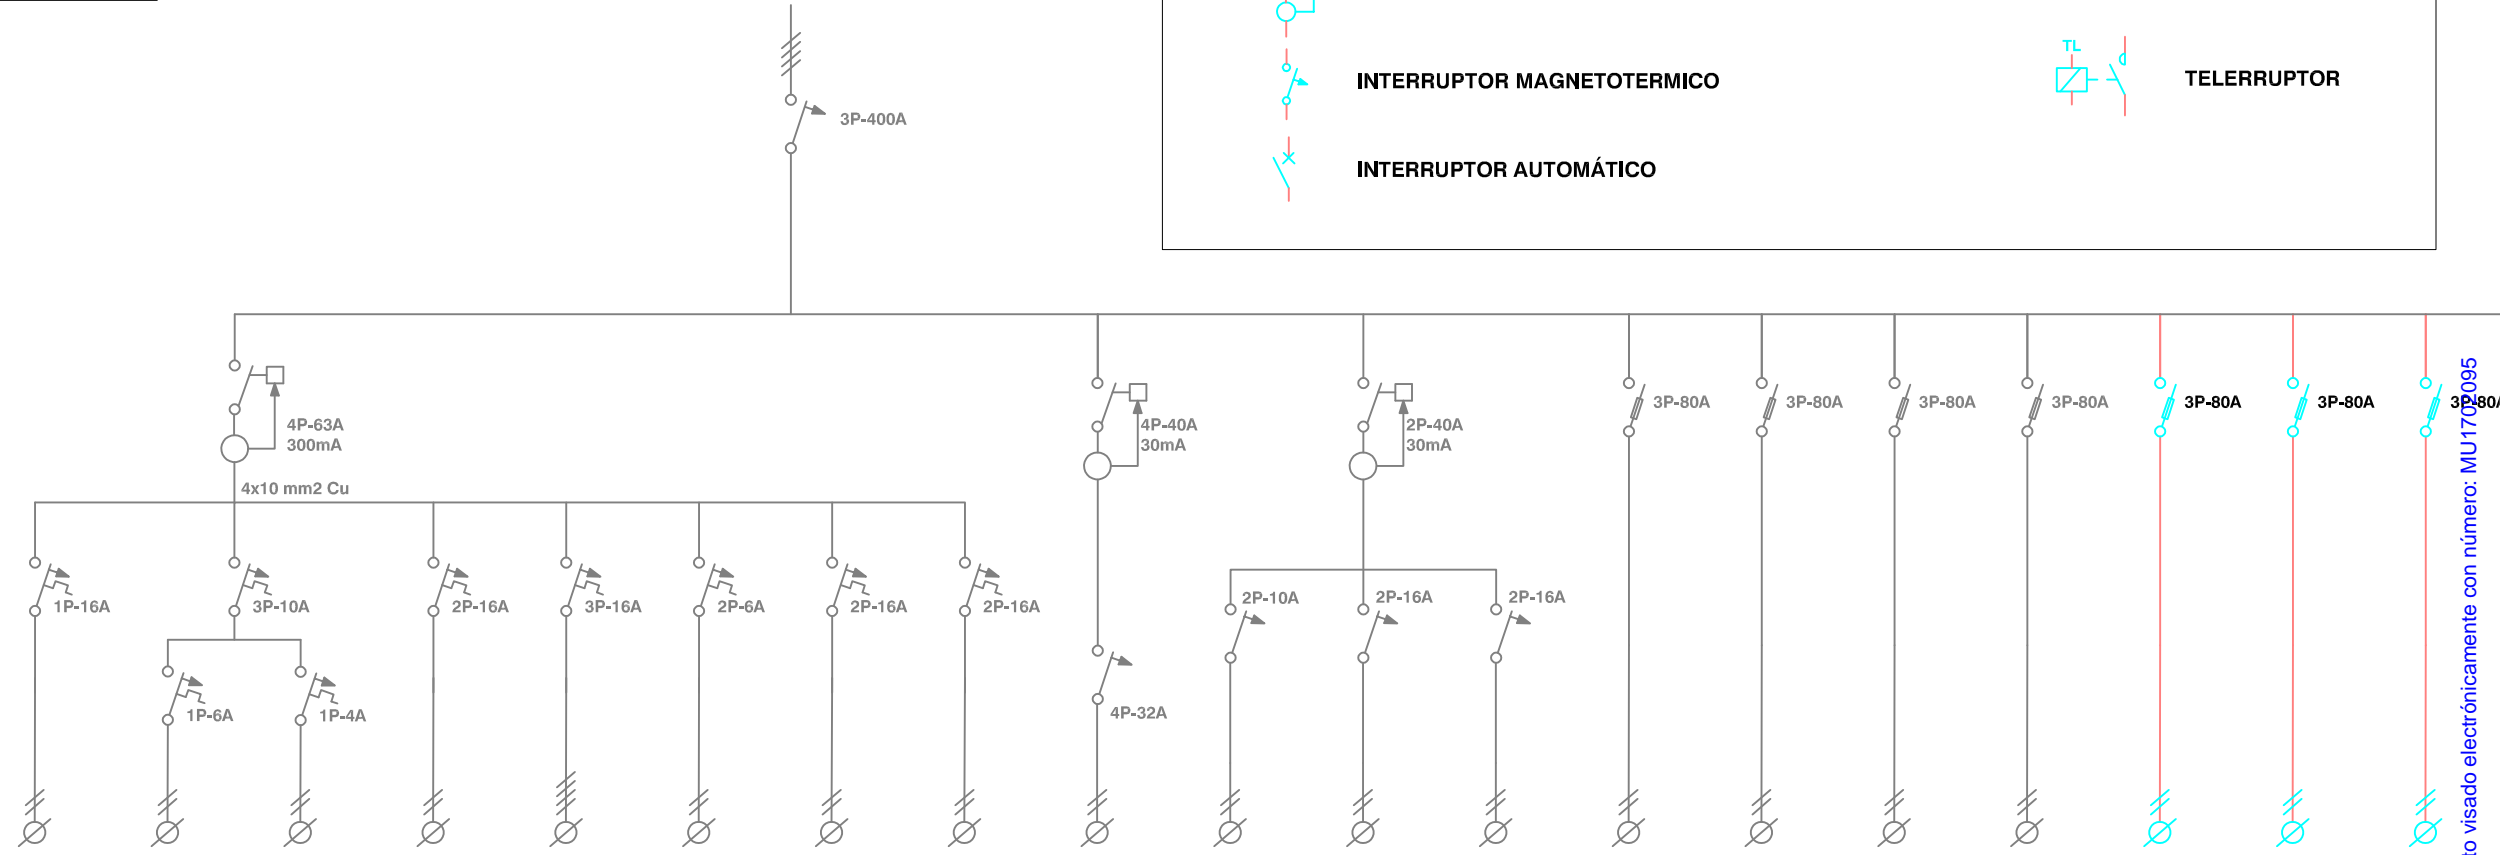 TL
INTERRUPTOR MAGNETOTERMICO
TELERRUPTOR
3P-400A
INTERRUPTOR AUTOMÁTICO
4P-63A
300mA
4P-40A
30mA
2P-40A
30mA
3P-80A
3P-80A
3P-80A
3P-80A
3P-80A
3P-80A
3P-80A
4x10 mm2 Cu
1P-16A
3P-10A
2P-16A
3P-16A
2P-6A
2P-16A
2P-16A
2P-10A
2P-16A
2P-16A
1P-6A
1P-4A
4P-32A
to visado electrónicamente con número: MU1702095